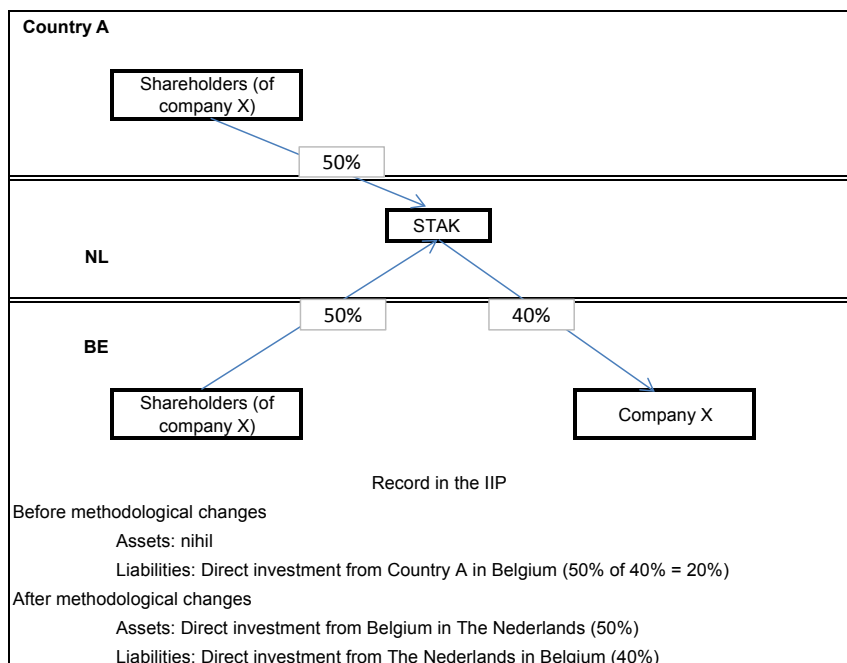 Country A
Shareholders (of
company X)
50%
STAK
NL
50%
40%
BE
Shareholders (of
company X)
Company X
Record in the IIP
Before methodological changes
Assets: nihil
Liabilities: Direct investment from Country A in Belgium (50% of 40% = 20%)
After methodological changes
Assets: Direct investment from Belgium in The Nederlands (50%)
Liabilities: Direct investment from The Nederlands in Belgium (40%)